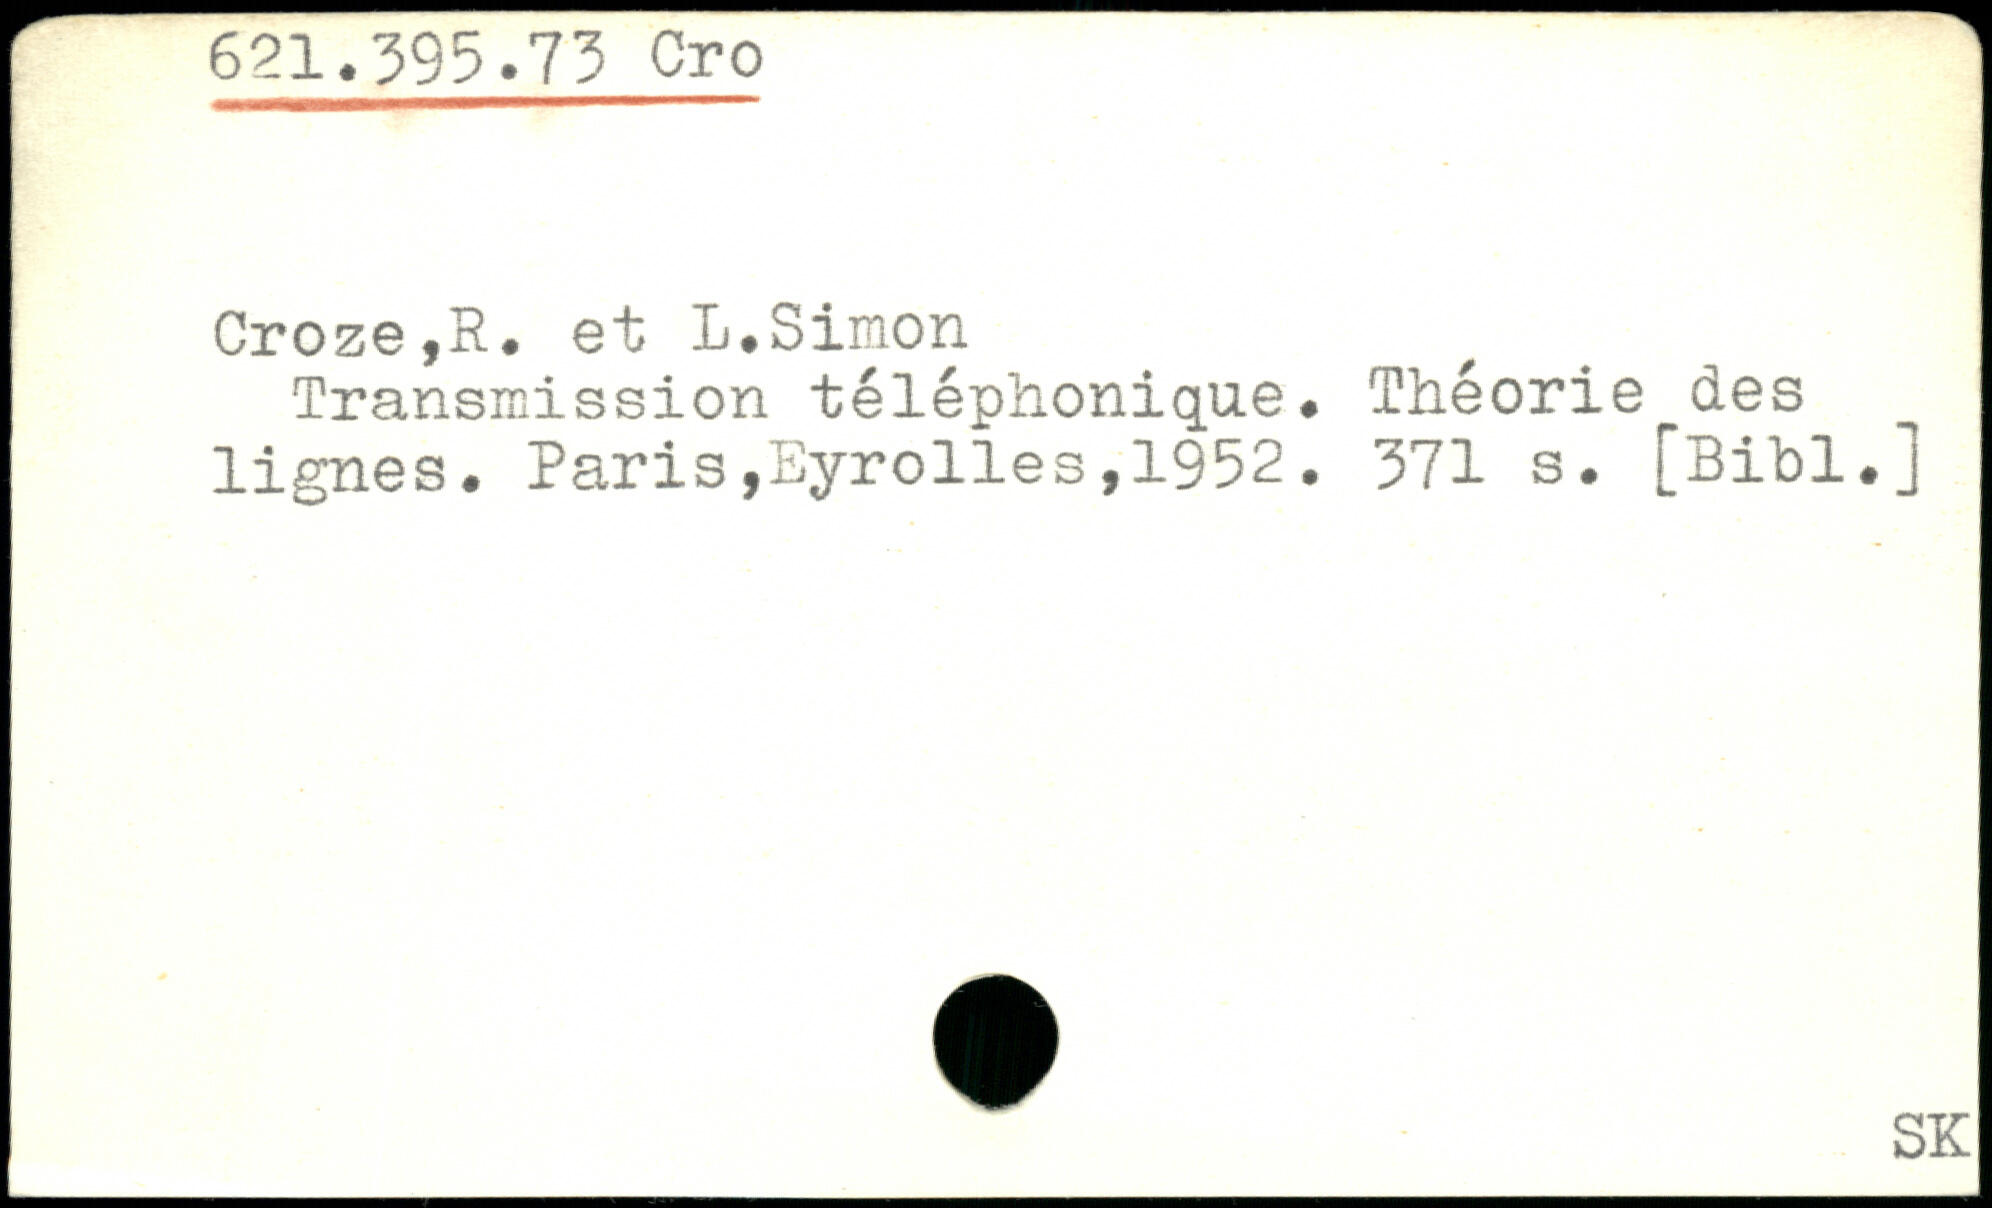 621.395.73 Cro
Croze,R. et L.Simon
Transmission téléphonique. Théorie des
lignes. Paris,Eyrolles,1952. 371 s. [Bibl.]
SK